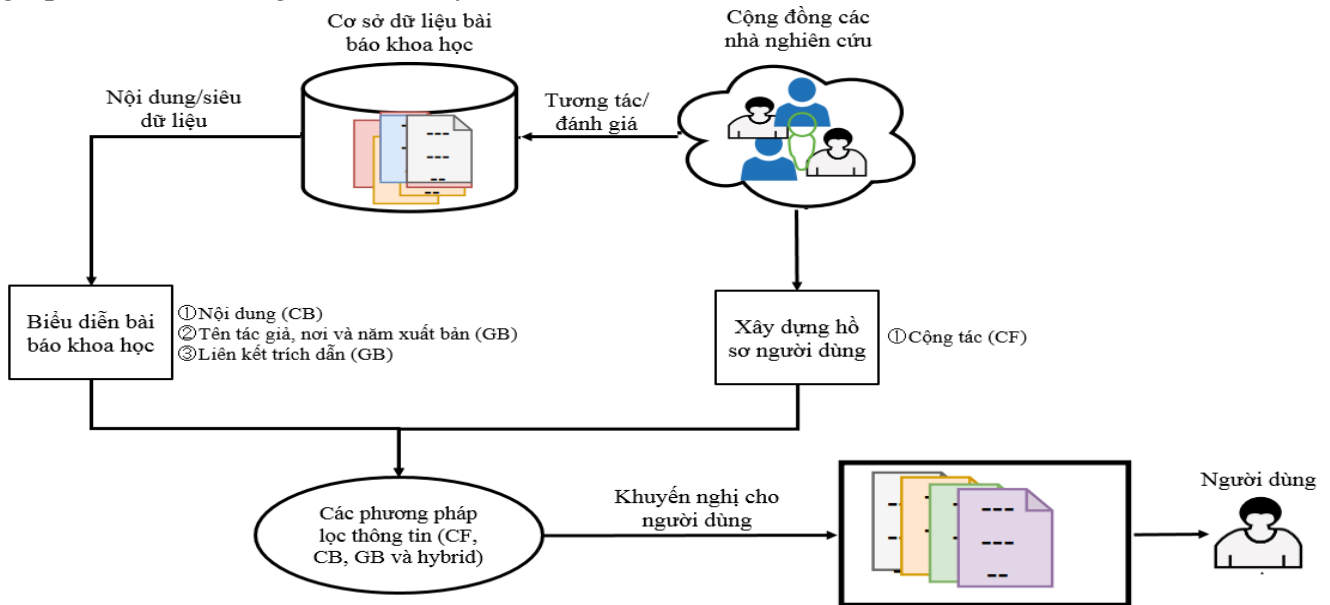 Cơ sở dữ liệu bài
báo khoa học
Cộng đồng các
nhà nghiên cứu
Nội dung/siêu
dữ liệu
Tương tác/
đánh giá
Biểu diễn bài
báo khoa học
①Nội dung (CB)
②Tên tác giả, nơi và năm xuất bản (GB)
③Liên kết trích dẫn (GB)
Xây dựng hồ
sơ người dùng
①Cộng tác (CF)
Các phương pháp
lọc thông tin (CF,
CB, GB và hybrid)
Khuyến nghị cho
người dùng
Người dùng